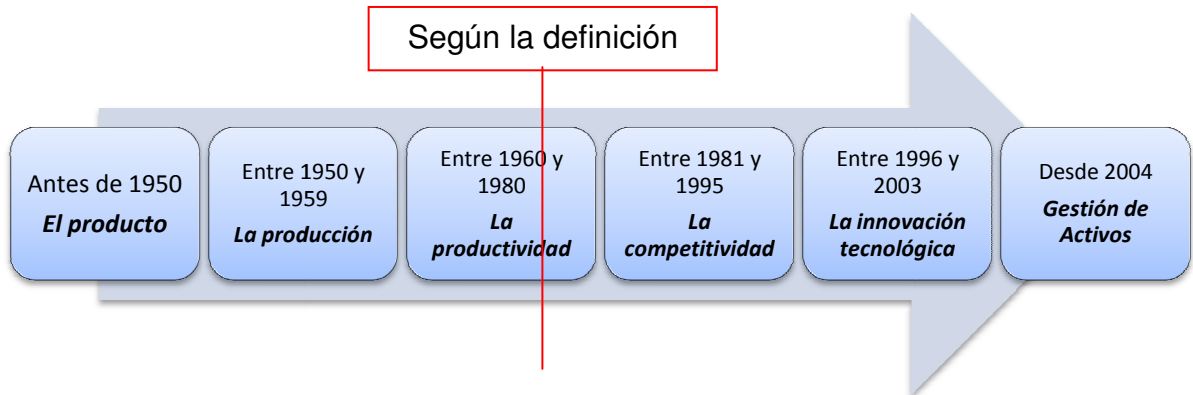 Según la definición
Antes de 1950
El producto
Entre 1950 y
1959
La producción
Entre 1960 y
1980
La
productividad
Entre 1981 y
1995
La
competitividad
Entre 1996 y
2003
La innovación
tecnológica
Desde 2004
Gestión de
Activos